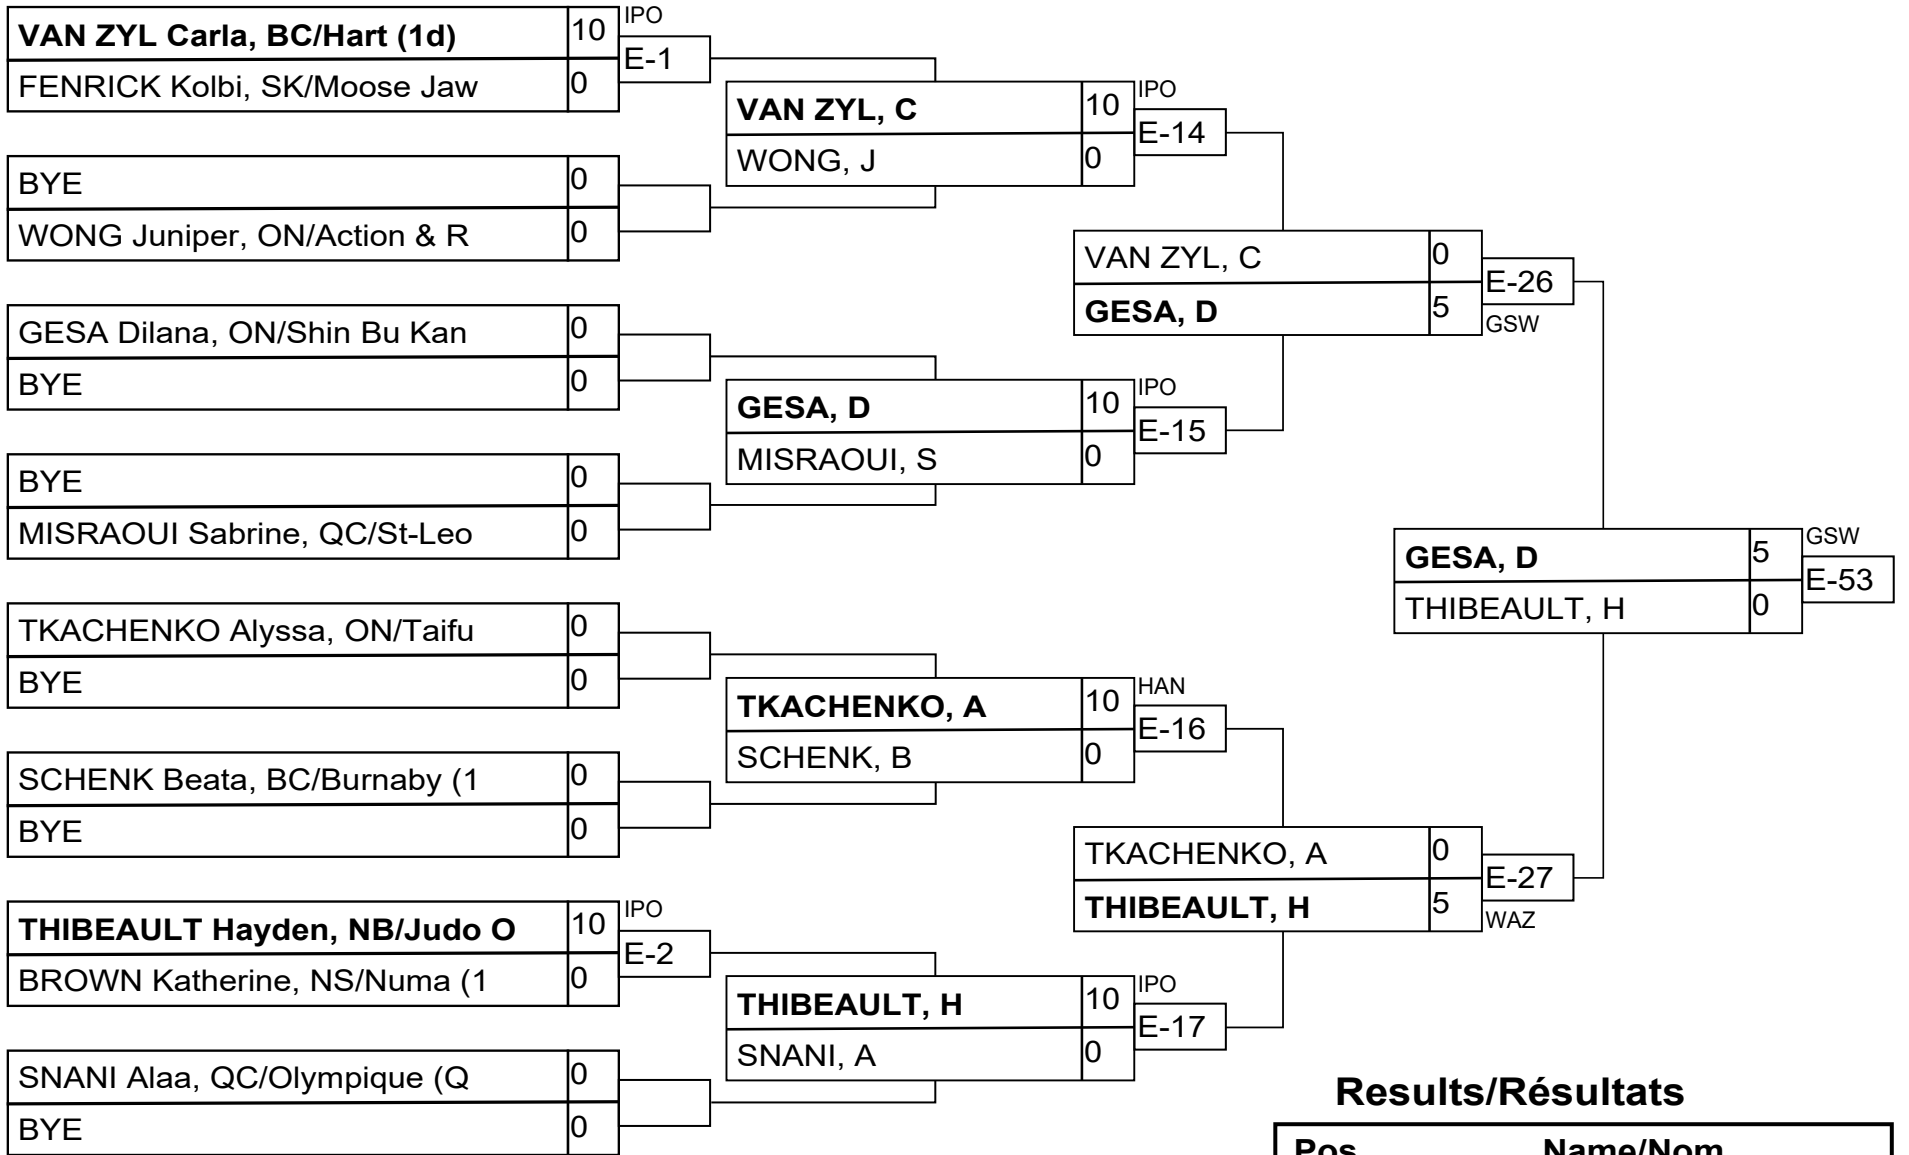 VAN ZYL Carla, BC/Hart (1d) 10 IPO
E-1
FENRICK Kolbi, SK/Moose Jaw 0
BYE 0
WONG Juniper, ON/Action & R 0
GESA Dilana, ON/Shin Bu Kan 0
BYE 0
BYE 0
MISRAOUI Sabrine, QC/St-Leo 0
TKACHENKO Alyssa, ON/Taifu 0
BYE 0
SCHENK Beata, BC/Burnaby (1 0
BYE 0
THIBEAULT Hayden, NB/Judo O 10 IPO
E-2
BROWN Katherine, NS/Numa (1 0
SNANI Alaa, QC/Olympique (Q 0
BYE 0
VAN ZYL, C 10 IPO
E-14
WONG, J 0
GESA, D 10 IPO
E-15
MISRAOUI, S 0
TKACHENKO, A 10 HAN
E-16
SCHENK, B 0
THIBEAULT, H 10 IPO
E-17
SNANI, A 0
VAN ZYL, C 0
E-26
GESA, D 5 GSW
TKACHENKO, A 0
E-27
THIBEAULT, H 5 WAZ
GESA, D 5 GSW
E-53
THIBEAULT, H 0
Results/Résultats
Pos Name/Nom